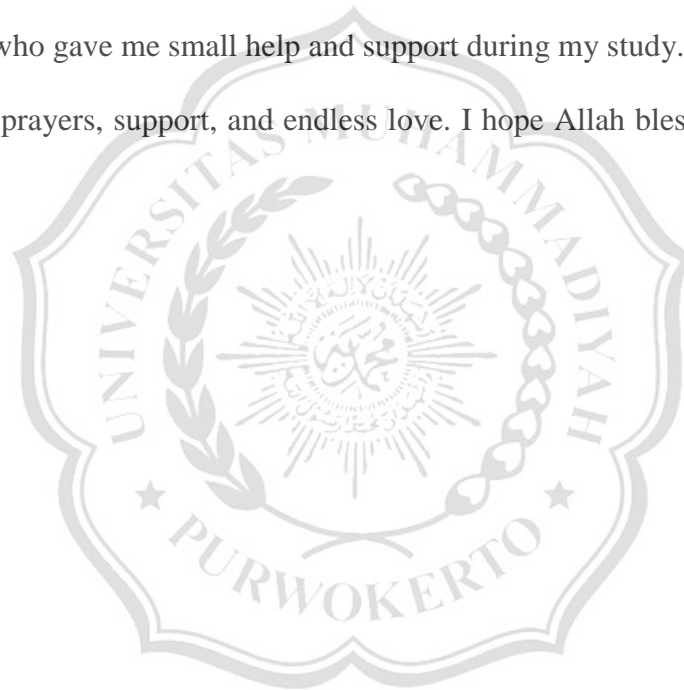 who gave me small help and support during my study.
prayers, support, and endless love. I hope Allah bles
UNIVERSITAS MUHAMMADIYAH
PURWOKERTO